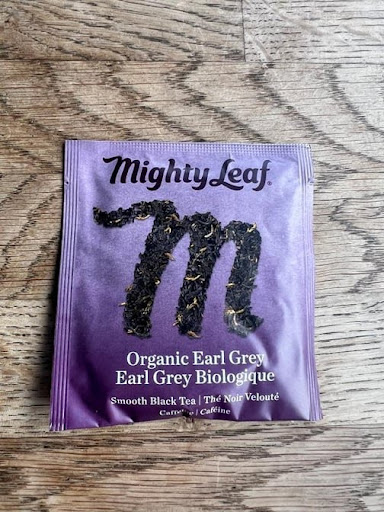 Mighty Leaf®
m
Organic Earl Grey
Earl Grey Biologique
Smooth Black Tea | Thé Noir Velouté
Caffeine | Caféine